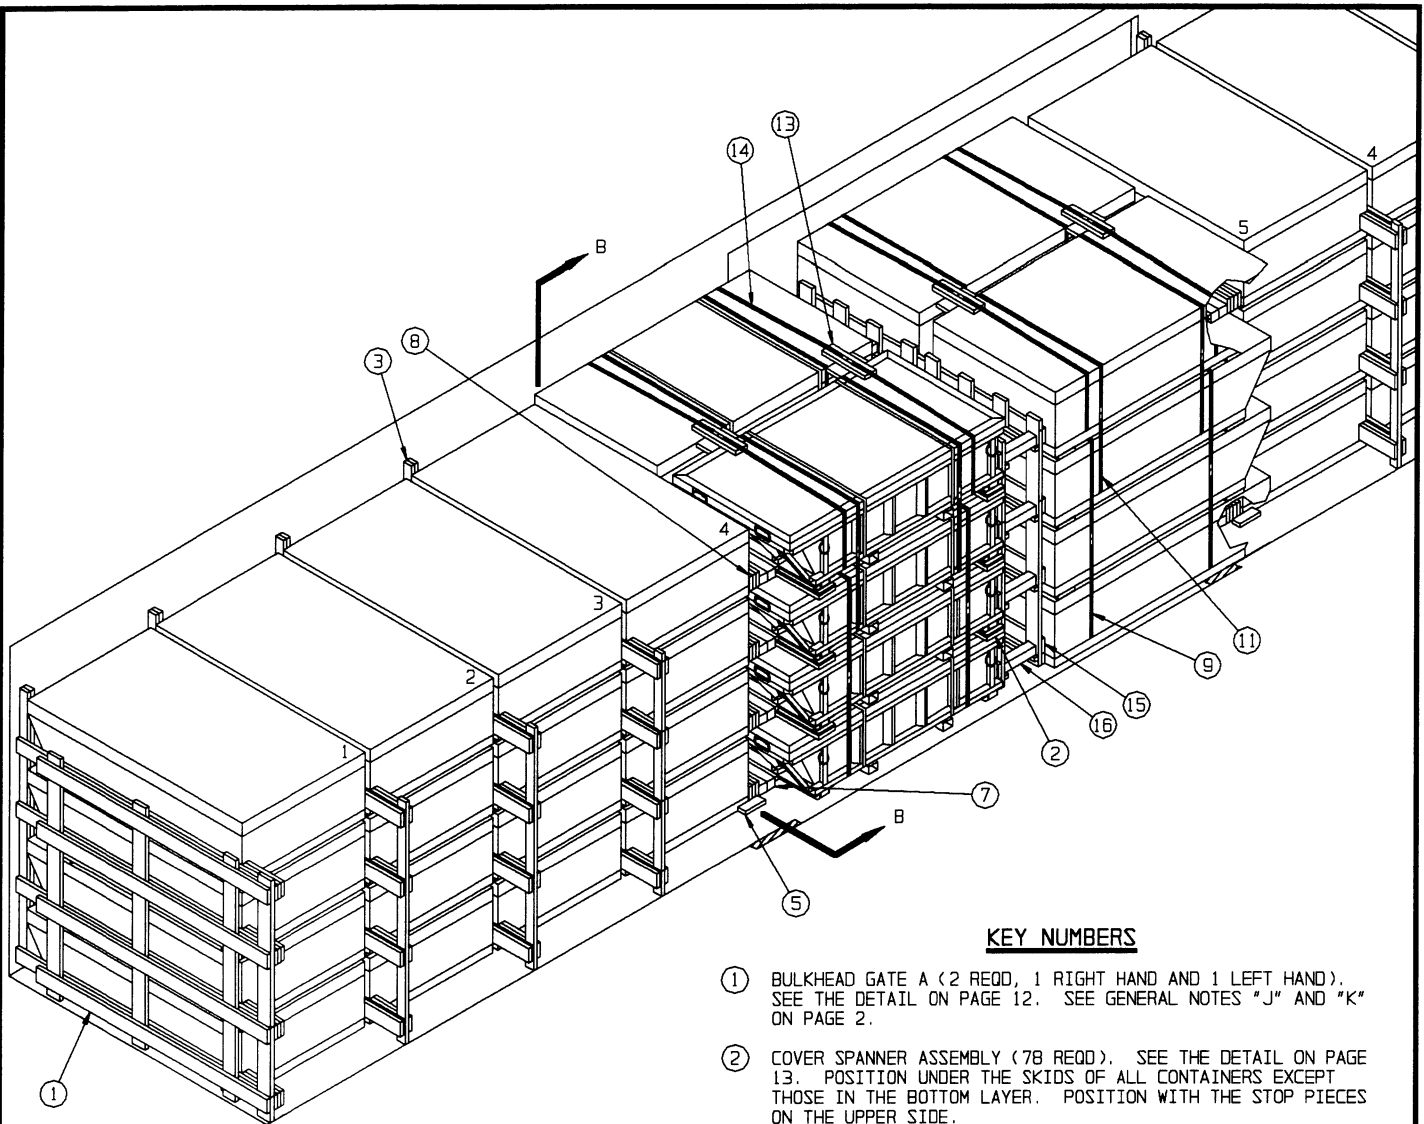 13
14
4
5
B
8
3
4
3
11
9
2
15
16
1
2
7
B
5
KEY NUMBERS
1 BULKHEAD GATE A (2 REQD, 1 RIGHT HAND AND 1 LEFT HAND).
SEE THE DETAIL ON PAGE 12. SEE GENERAL NOTES "J" AND "K"
ON PAGE 2.
2 COVER SPANNER ASSEMBLY (78 REQD). SEE THE DETAIL ON PAGE
13. POSITION UNDER THE SKIDS OF ALL CONTAINERS EXCEPT
THOSE IN THE BOTTOM LAYER. POSITION WITH THE STOP PIECES
ON THE UPPER SIDE.
1